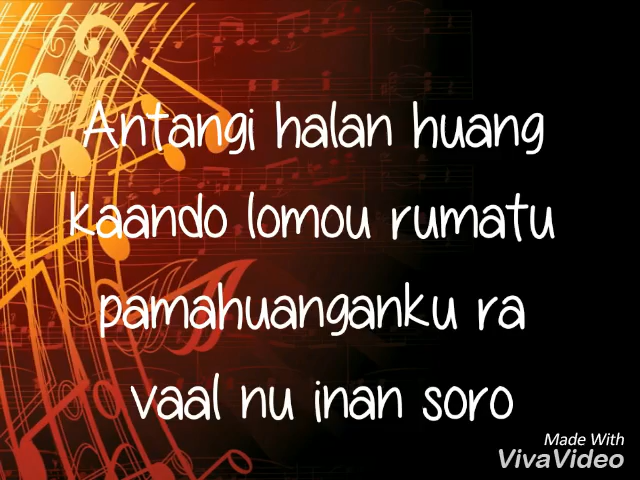 Antangi halan huang
kaando lomou rumatu
pamahuanganku ra
vaal nu inan soro
Made With
VivaVideo